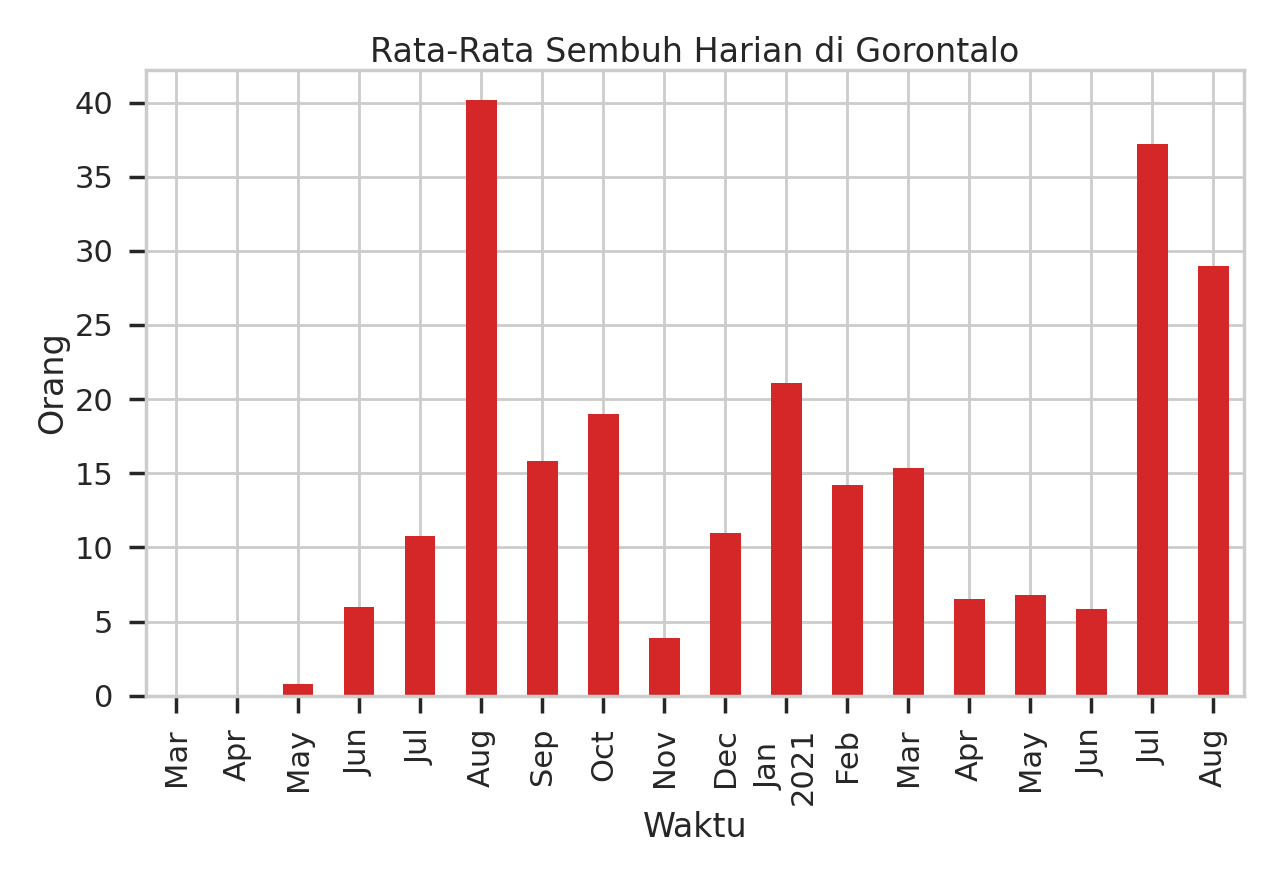 Rata-Rata Sembuh Harian di Gorontalo
40
35
30
25
20
15
10
5
0
Orang
Mar
Apr
May
Jun
Jul
Aug
Sep
Oct
Nov
Dec
Jan
2021
Feb
Mar
Apr
May
Jun
Jul
Aug
Waktu